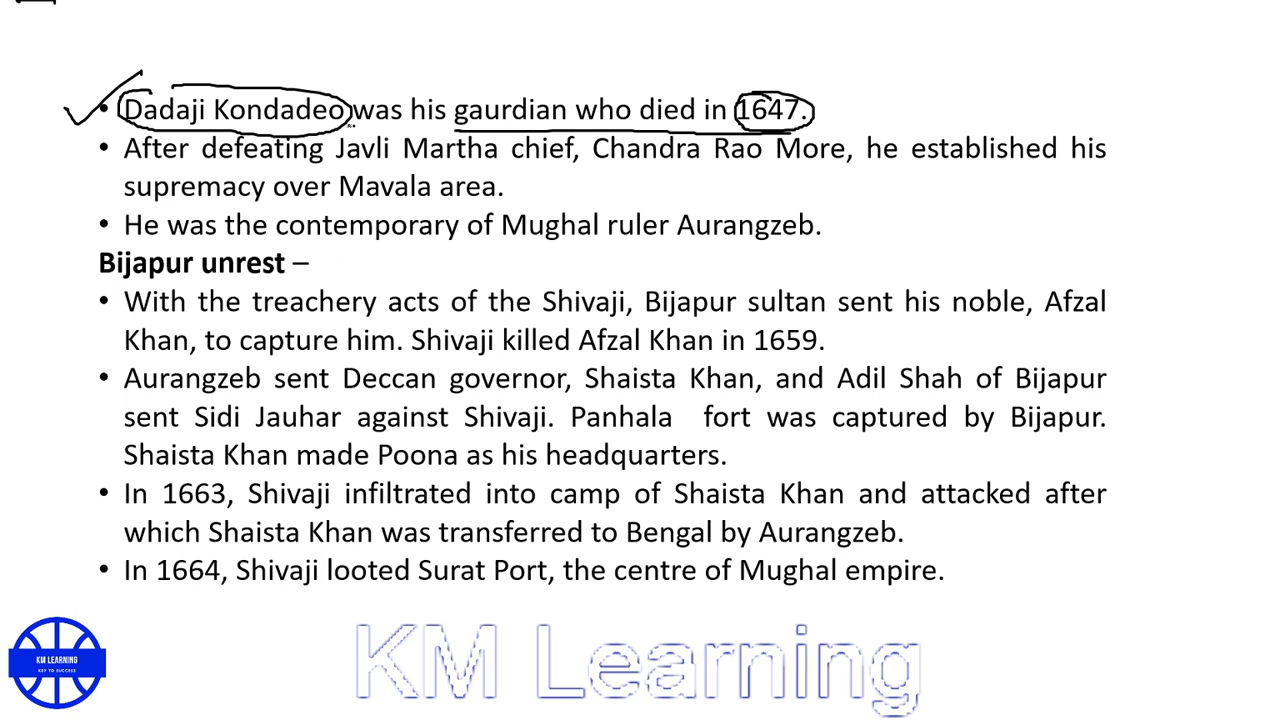 • Dadaji Kondadeo was his gaurdian who died in 1647.
• After defeating Javli Martha chief, Chandra Rao More, he established his
supremacy over Mavala area.
• He was the contemporary of Mughal ruler Aurangzeb.
Bijapur unrest –
• With the treachery acts of the Shivaji, Bijapur sultan sent his noble, Afzal
Khan, to capture him. Shivaji killed Afzal Khan in 1659.
• Aurangzeb sent Deccan governor, Shaista Khan, and Adil Shah of Bijapur
sent Sidi Jauhar against Shivaji. Panhala fort was captured by Bijapur.
Shaista Khan made Poona as his headquarters.
• In 1663, Shivaji infiltrated into camp of Shaista Khan and attacked after
which Shaista Khan was transferred to Bengal by Aurangzeb.
• In 1664, Shivaji looted Surat Port, the centre of Mughal empire.
KM LEARNING
KEY TO SUCCESS
KM Learning